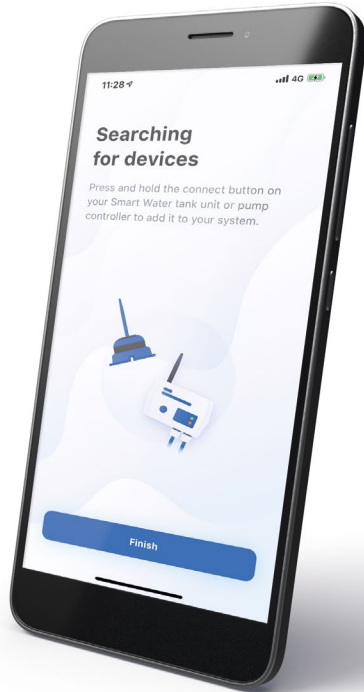 11:28
4G
Searching
for devices
Press and hold the connect button on
your Smart Water tank unit or pump
controller to add it to your system.
Finish